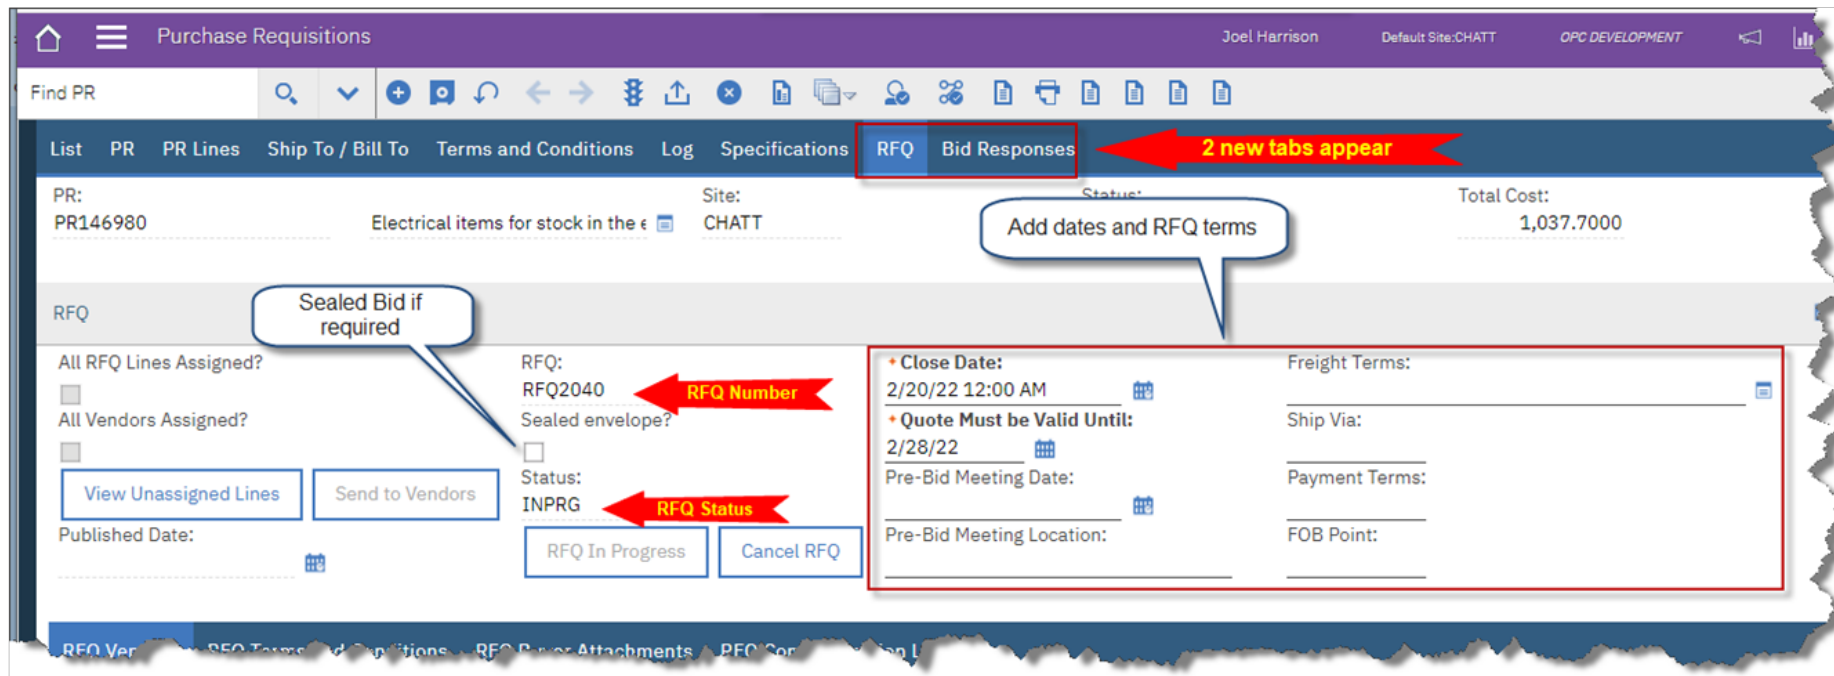 Purchase Requisitions
Joel Harrison
Default Site:CHATT
OPC DEVELOPMENT
Find PR
List PR PR Lines Ship To / Bill To Terms and Conditions Log Specifications RFQ Bid Responses
2 new tabs appear
PR:
Site:
Status:
Total Cost:
PR146980
Electrical items for stock in the e
CHATT
1,037.7000
Add dates and RFQ terms
RFQ
Sealed Bid if
required
All RFQ Lines Assigned?
RFQ:
RFQ2040
RFQ Number
All Vendors Assigned?
Sealed envelope?
View Unassigned Lines
Send to Vendors
Status:
INPRG
RFQ Status
Published Date:
RFQ In Progress
Cancel RFQ
* Close Date:
2/20/22 12:00 AM
* Quote Must be Valid Until:
2/28/22
Pre-Bid Meeting Date:
Pre-Bid Meeting Location:
Freight Terms:
Ship Via:
Payment Terms:
FOB Point:
RFQ
RFQ Terms
RFQ Attachments